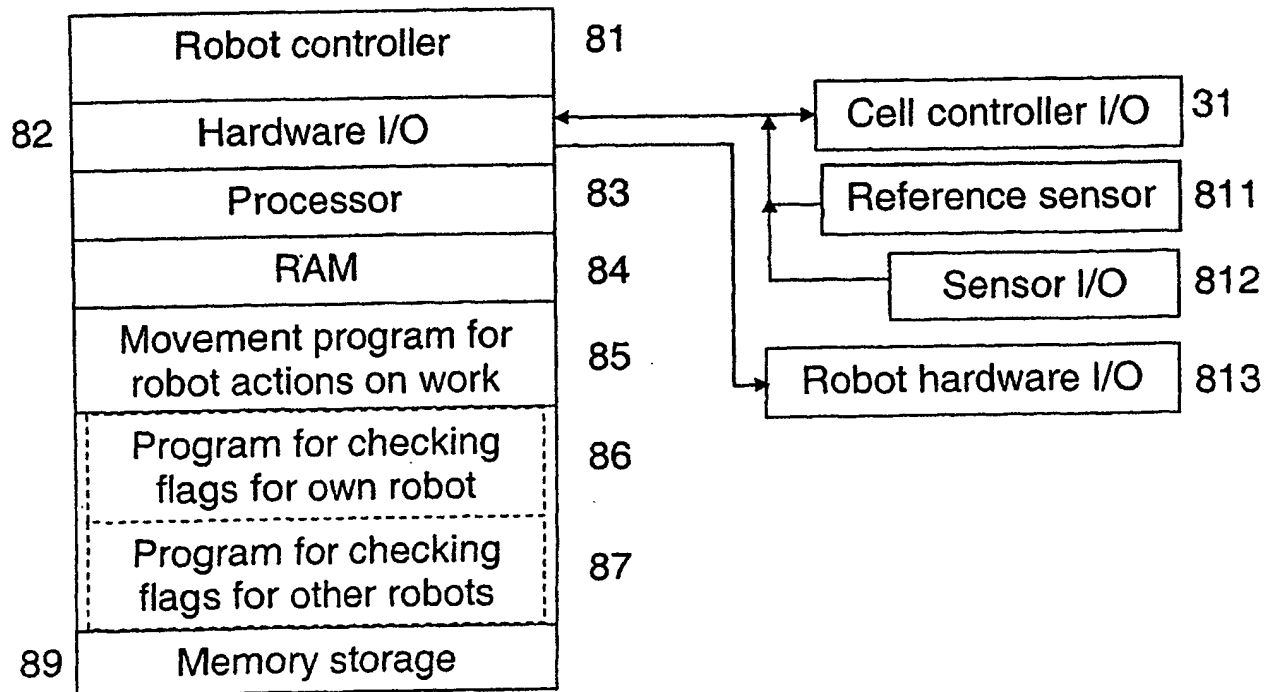 Robot controller 81
82 Hardware I/O
Processor 83
RAM 84
Movement program for
robot actions on work 85
Program for checking
flags for own robot 86
Program for checking
flags for other robots 87
89 Memory storage
Cell controller I/O 31
Reference sensor 811
Sensor I/O 812
Robot hardware I/O 813